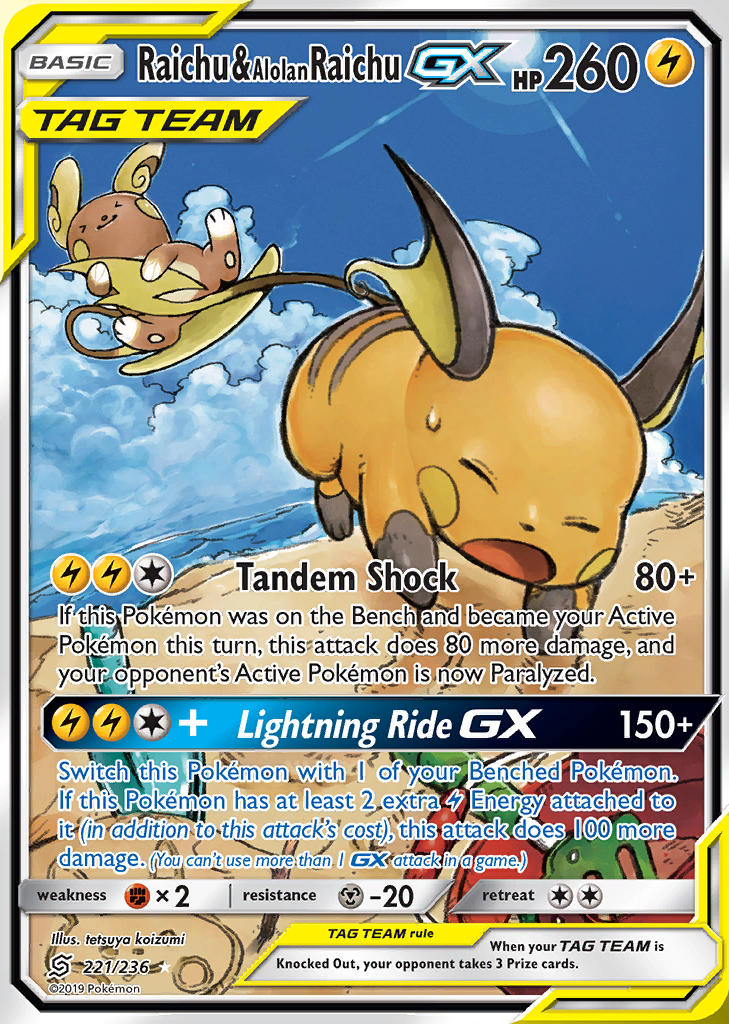 BASIC Raichu & Alolan Raichu GX HP 260
TAG TEAM
Tandem Shock 80+
If this Pokémon was on the Bench and became your Active
Pokémon this turn, this attack does 80 more damage, and
your opponent's Active Pokémon is now Paralyzed.
+ Lightning Ride GX 150+
Switch this Pokémon with 1 of your Benched Pokémon.
If this Pokémon has at least 2 extra Energy attached to
it (in addition to this attack's cost), this attack does 100 more
damage. (You can't use more than 1 GX attack in a game.)
weakness × 2 resistance -20 retreat
Illus. tetsuya koizumi
221/236
©2019 Pokémon
TAG TEAM rule
When your TAG TEAM is
Knocked Out, your opponent takes 3 Prize cards.